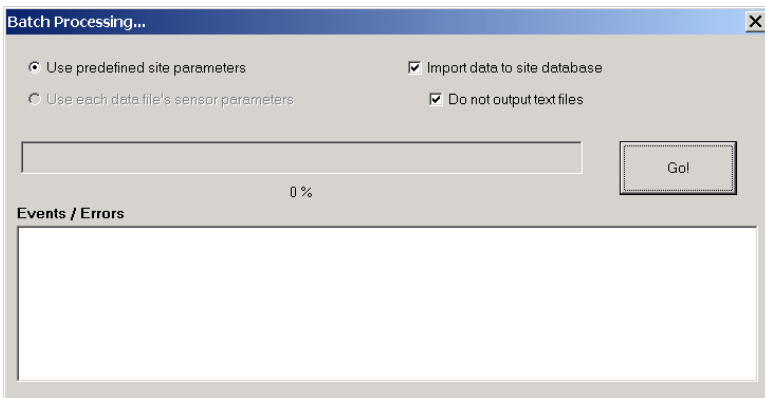 Batch Processing...
Use predefined site parameters
Import data to site database
Use each data file's sensor parameters
Do not output text files
Go!
0 %
Events / Errors